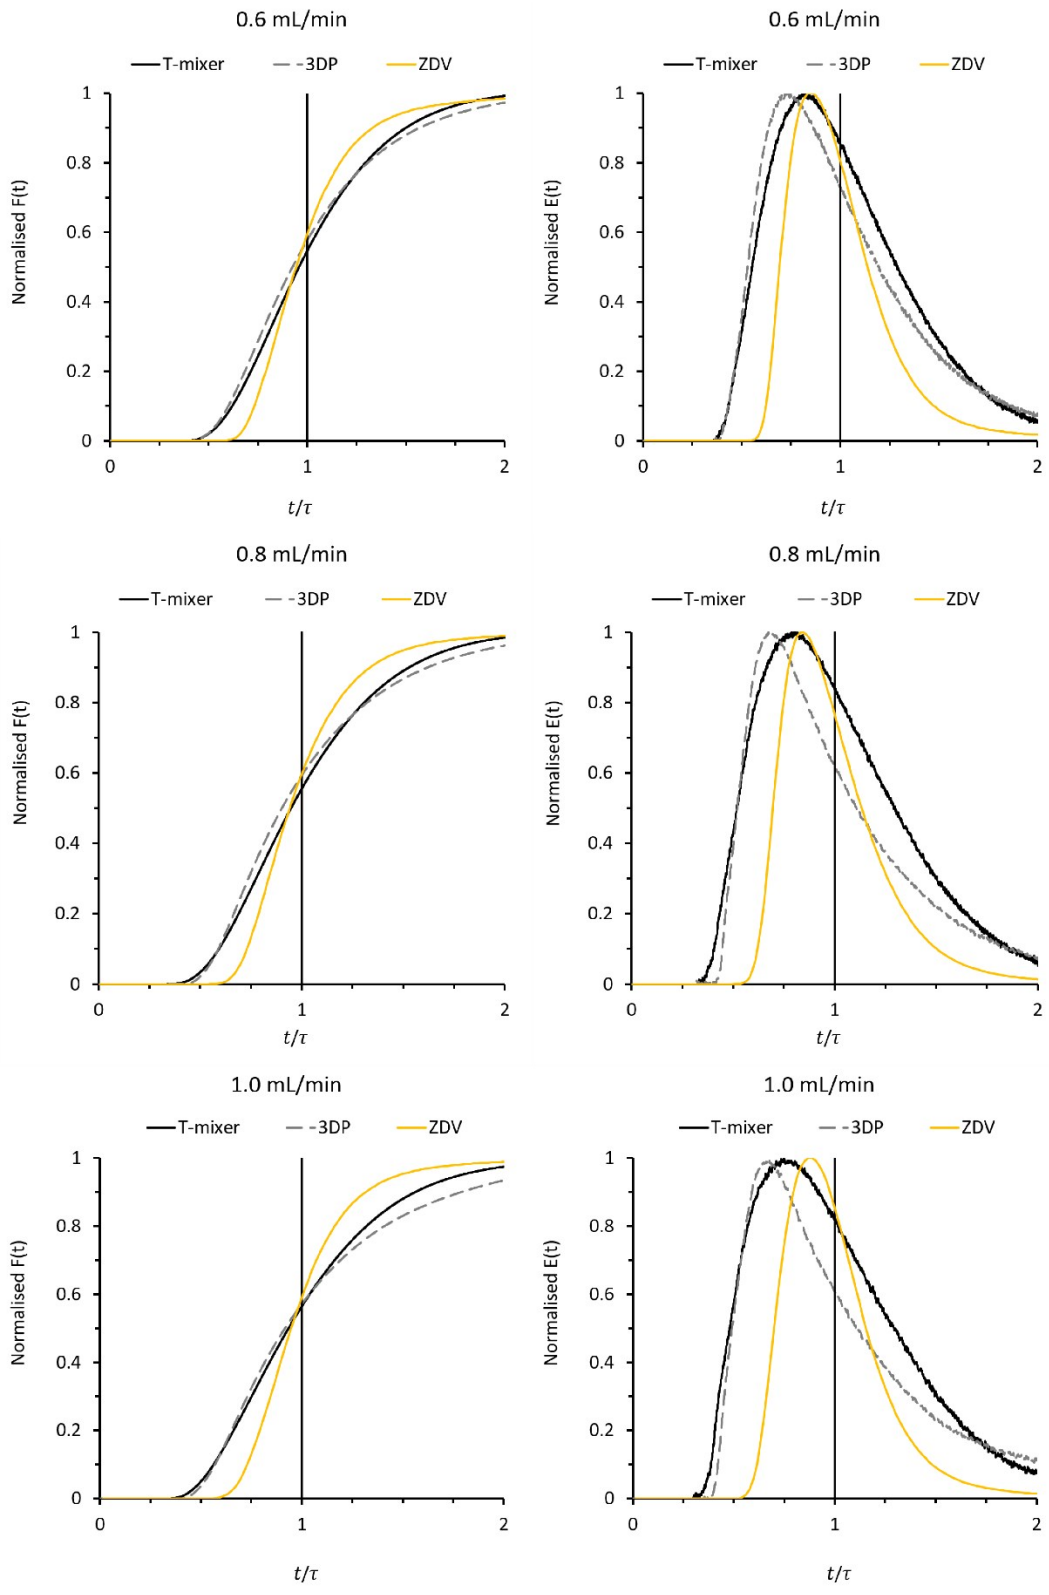 0.6 mL/min
T-mixer 3DP ZDV
Normalised F(t)
1
0.8
0.6
0.4
0.2
0
0 1 2
t/τ
0.6 mL/min
T-mixer 3DP ZDV
Normalised E(t)
1
0.8
0.6
0.4
0.2
0
0 1 2
t/τ
0.8 mL/min
T-mixer 3DP ZDV
Normalised F(t)
1
0.8
0.6
0.4
0.2
0
0 1 2
t/τ
0.8 mL/min
T-mixer 3DP ZDV
Normalised E(t)
1
0.8
0.6
0.4
0.2
0
0 1 2
t/τ
1.0 mL/min
T-mixer 3DP ZDV
Normalised F(t)
1
0.8
0.6
0.4
0.2
0
0 1 2
t/τ
1.0 mL/min
T-mixer 3DP ZDV
Normalised E(t)
1
0.8
0.6
0.4
0.2
0
0 1 2
t/τ